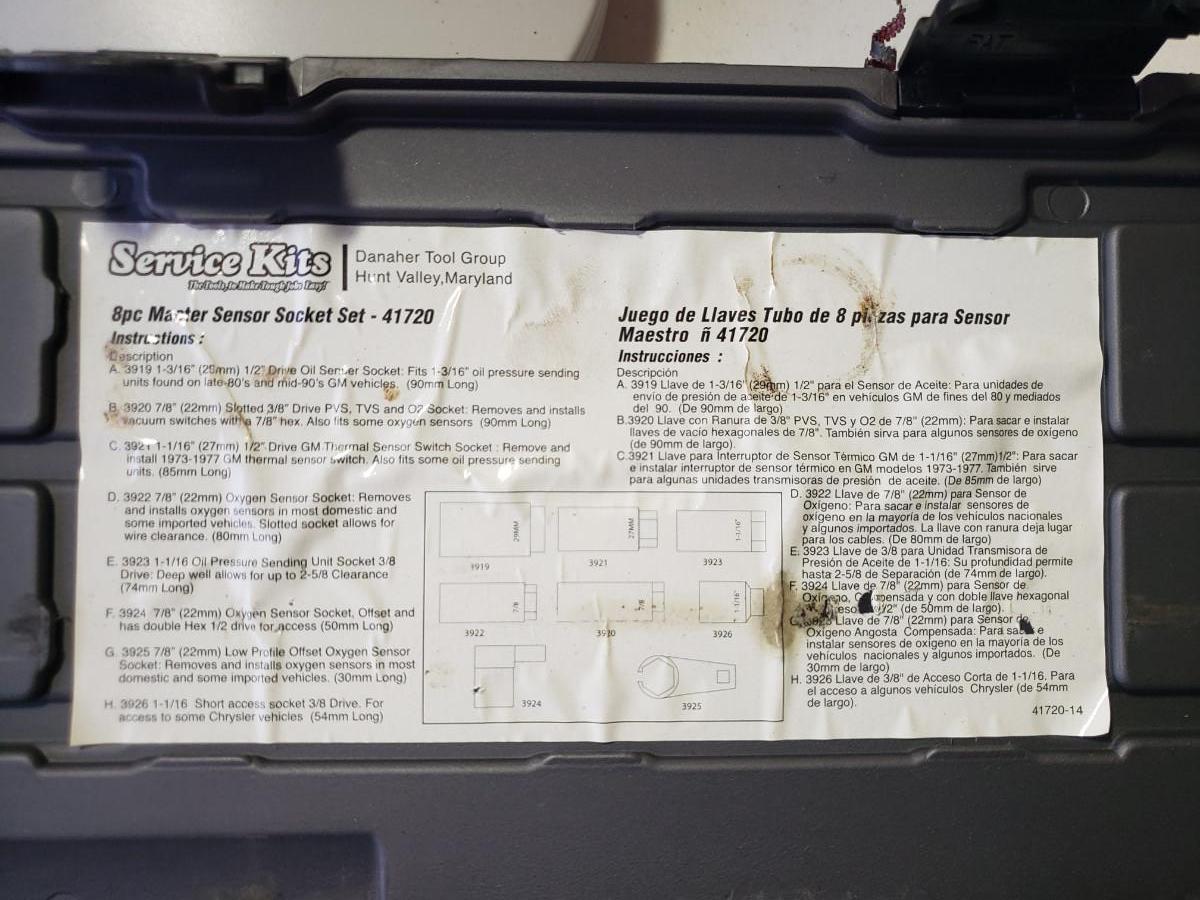 Service Kits
The Tools, to Make Tough Jobs Easy!
Danaher Tool Group
Hunt Valley,Maryland
8pc Master Sensor Socket Set - 41720
Instructions :
Description
A. 3919 1-3/16" (29mm) 1/2" Drive Oil Senser Socket: Fits 1-3/16" oil pressure sending
units found on late-80's and mid-90's GM vehicles. (90mm Long)
B. 3920 7/8" (22mm) Slotted 3/8" Drive PVS, TVS and O2 Socket: Removes and installs
vacuum switches with a 7/8" hex. Also fits some oxygen sensors (90mm Long)
C. 3921 1-1/16" (27mm) 1/2" Drive GM Thermal Sensor Switch Socket : Remove and
install 1973-1977 GM thermal sensor switch. Also fits some oil pressure sending
units. (85mm Long)
D. 3922 7/8" (22mm) Oxygen Sensor Socket: Removes
and installs oxygen sensors in most domestic and
some imported vehicles. Slotted socket allows for
wire clearance. (80mm Long)
E. 3923 1-1/16 Oil Pressure Sending Unit Socket 3/8
Drive: Deep well allows for up to 2-5/8 Clearance
(74mm Long)
F. 3924 7/8" (22mm) Oxygen Sensor Socket, Offset and
has double Hex 1/2 drive for access (50mm Long)
G. 3925 7/8" (22mm) Low Profile Offset Oxygen Sensor
Socket: Removes and installs oxygen sensors in most
domestic and some imported vehicles. (30mm Long)
H. 3926 1-1/16 Short access socket 3/8 Drive. For
access to some Chrysler vehicles (54mm Long)
29MM
27MM
1-1/16"
3919
3921
3923
7/8
7/8
1-1/16"
3922
3920
3926
3924
3925
Juego de Llaves Tubo de 8 piezas para Sensor
Maestro ñ 41720
Instrucciones :
Descripción
A. 3919 Llave de 1-3/16" (29mm) 1/2" para el Sensor de Aceite: Para unidades de
envío de presión de aceite de 1-3/16" en vehículos GM de fines del 80 y mediados
del 90. (De 90mm de largo)
B.3920 Llave con Ranura de 3/8" PVS, TVS y O2 de 7/8" (22mm): Para sacar e instalar
llaves de vacío hexagonales de 7/8". También sirva para algunos sensores de oxígeno
(de 90mm de largo)
C.3921 Llave para Interruptor de Sensor Térmico GM de 1-1/16" (27mm)1/2": Para sacar
e instalar interruptor de sensor térmico en GM modelos 1973-1977. También sirve
para algunas unidades transmisoras de presión de aceite. (De 85mm de largo)
D. 3922 Llave de 7/8" (22mm) para Sensor de
Oxígeno: Para sacar e instalar sensores de
oxígeno en la mayoría de los vehículos nacionales
y algunos importados. La llave con ranura deja lugar
para los cables. (De 80mm de largo)
E. 3923 Llave de 3/8 para Unidad Transmisora de
Presión de Aceite de 1-1/16: Su profundidad permite
hasta 2-5/8 de Separación (de 74mm de largo).
F. 3924 Llave de 7/8" (22mm) para Sensor de
Oxígeno, Compensada y con doble llave hexagonal
1/2" (de 50mm de largo).
G. 3925 Llave de 7/8" (22mm) para Sensor de
Oxígeno Angosta Compensada: Para sacar e
instalar sensores de oxígeno en la mayoría de los
vehículos nacionales y algunos importados. (De
30mm de largo)
H. 3926 Llave de 3/8" de Acceso Corta de 1-1/16. Para
el acceso a algunos vehículos Chrysler (de 54mm
de largo).
41720-14